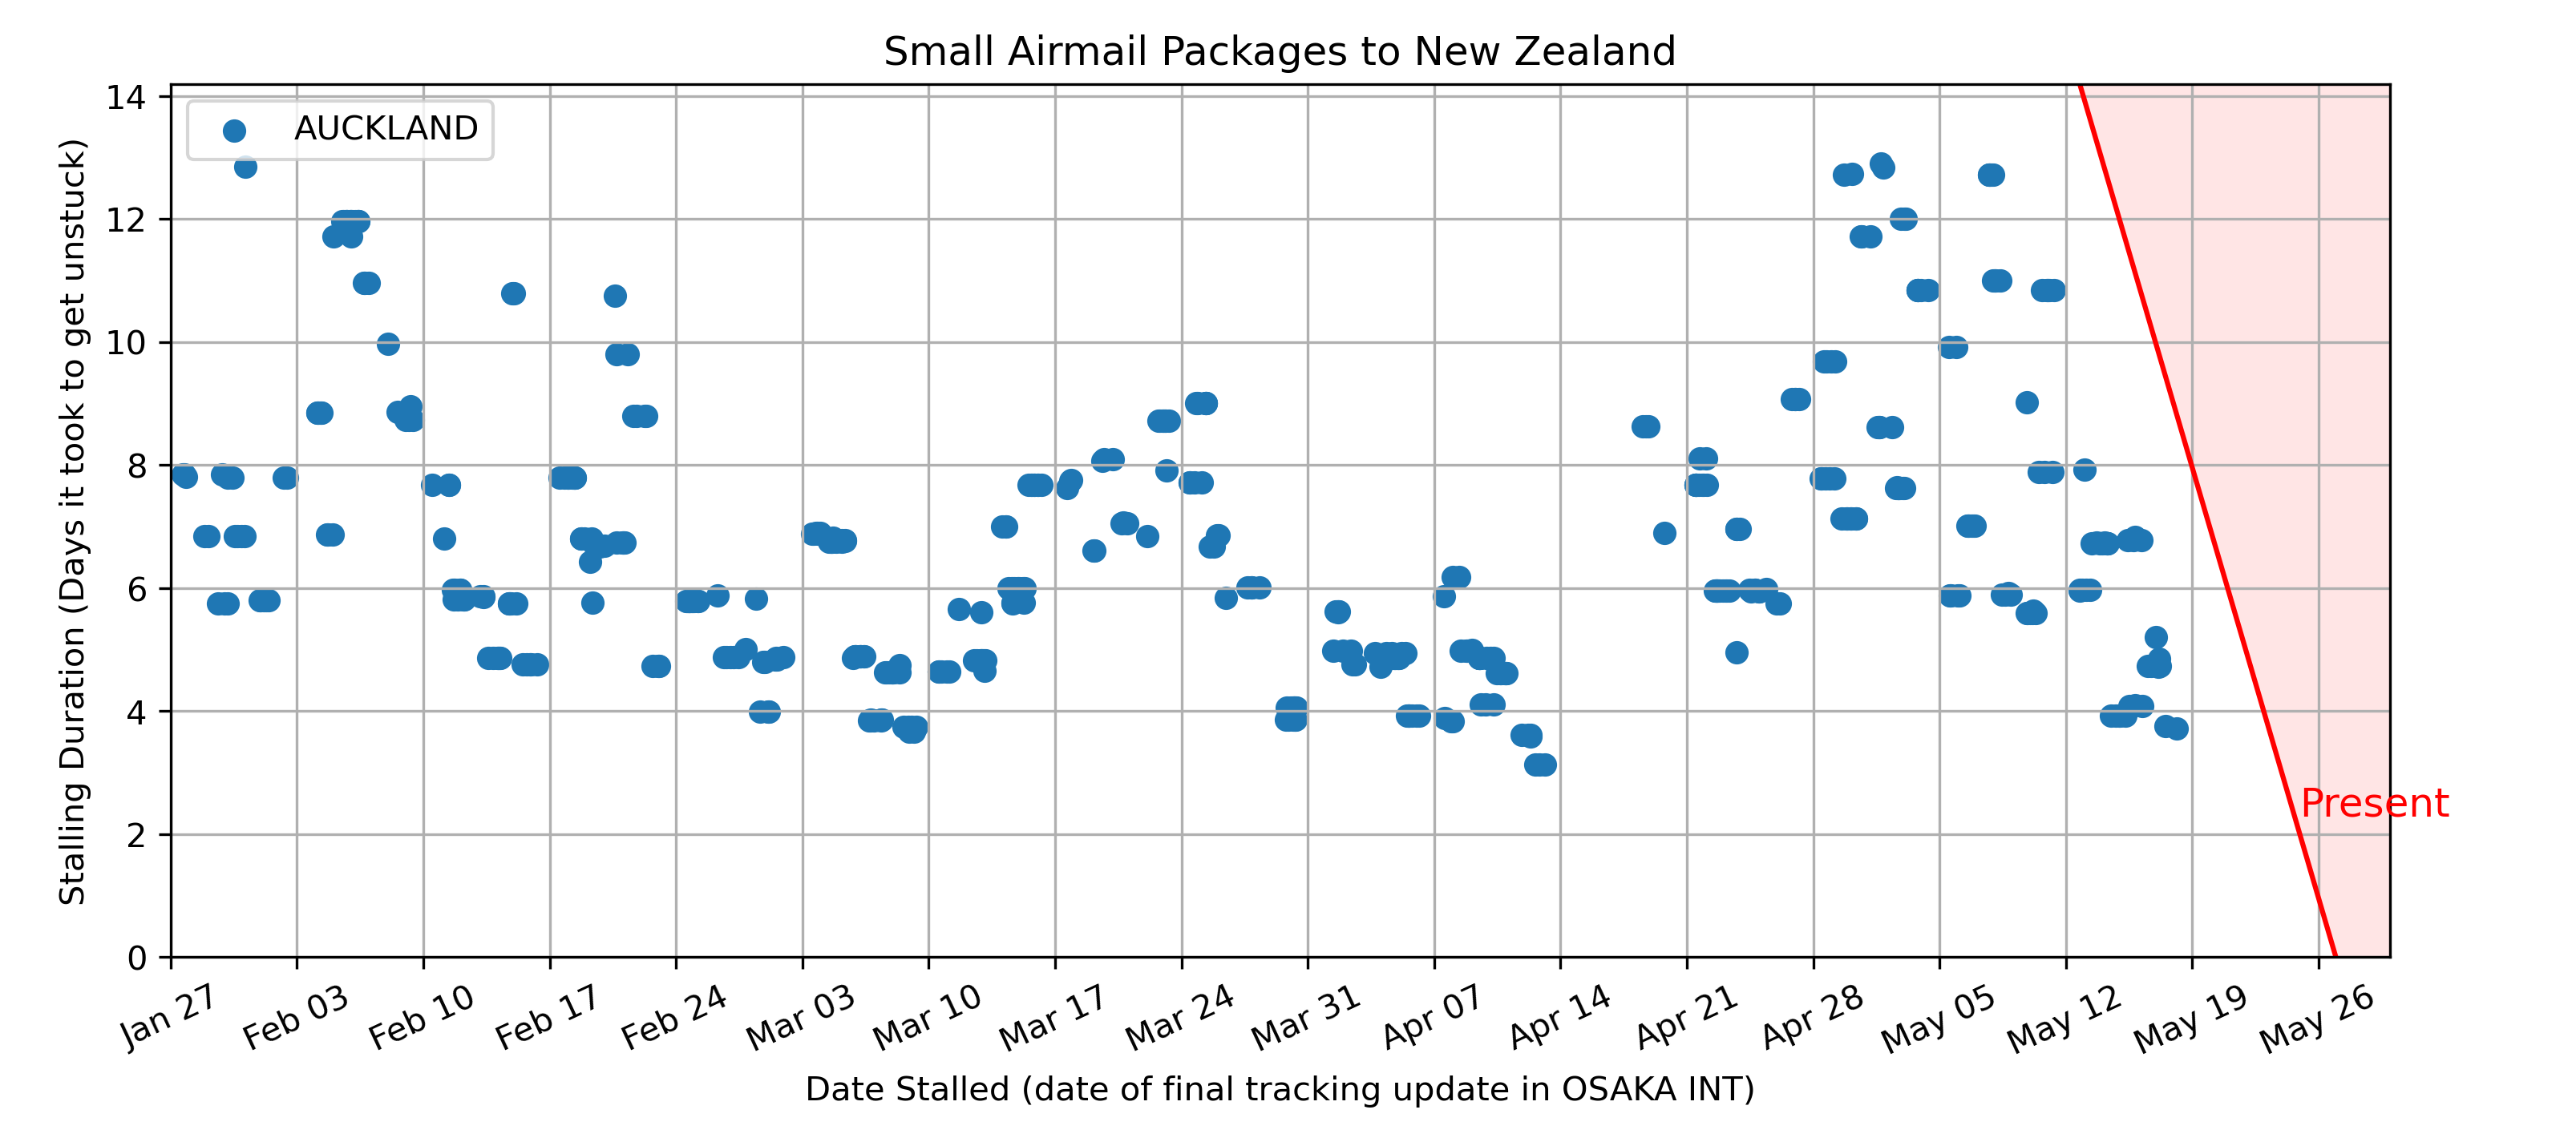 Small Airmail Packages to New Zealand
AUCKLAND
Stalling Duration (Days it took to get unstuck)
14
12
10
8
6
4
2
0
Present
Jan 27
Feb 03
Feb 10
Feb 17
Feb 24
Mar 03
Mar 10
Mar 17
Mar 24
Mar 31
Apr 07
Apr 14
Apr 21
Apr 28
May 05
May 12
May 19
May 26
Date Stalled (date of final tracking update in OSAKA INT)